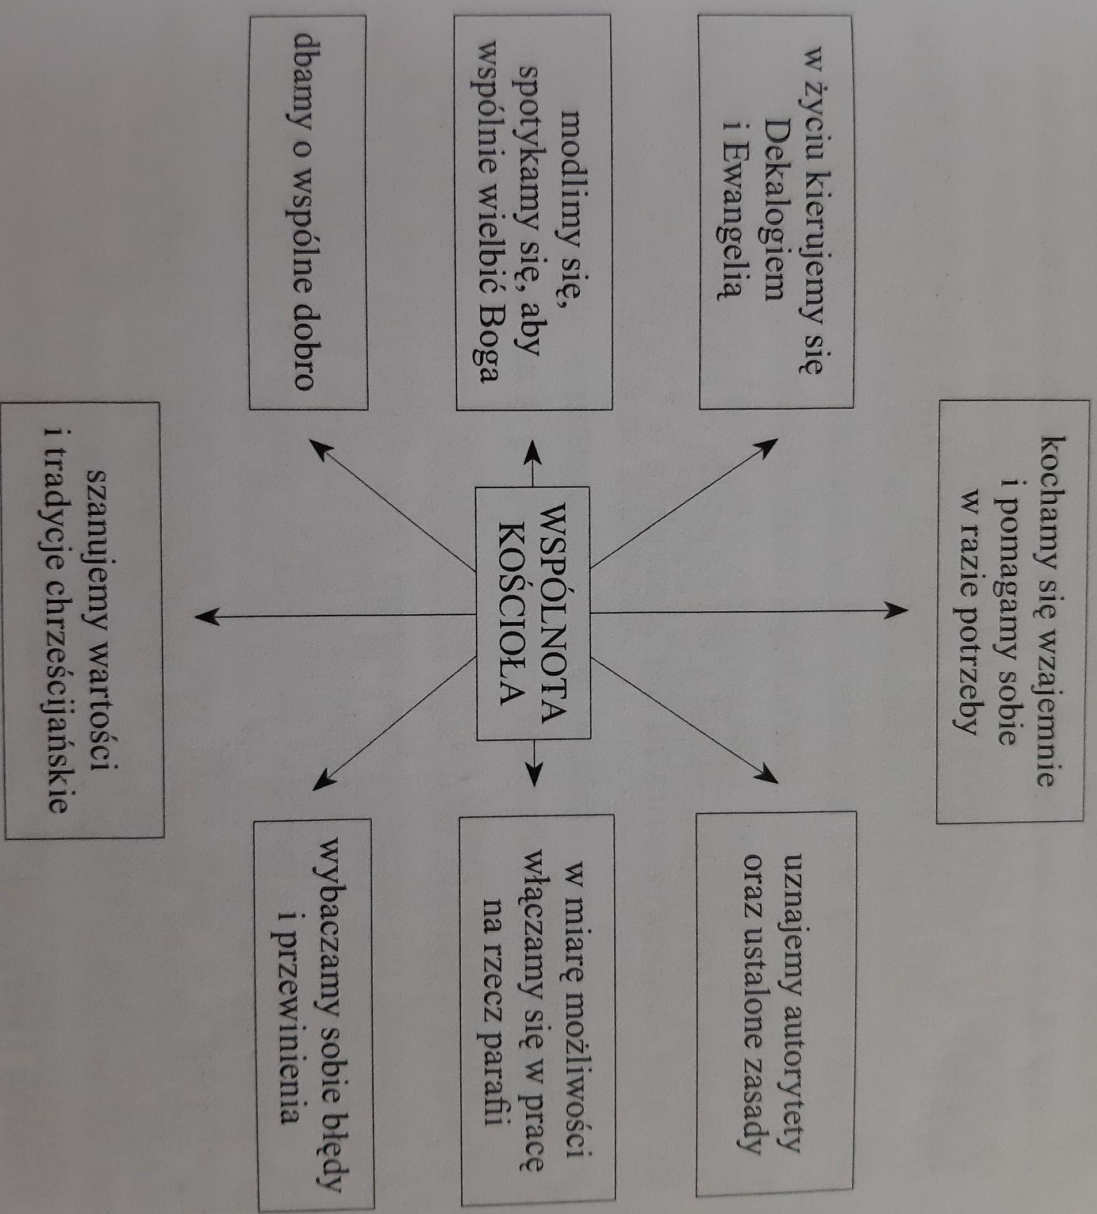 kochamy się wzajemnie
i pomagamy sobie
w razie potrzeby
w życiu kierujemy się
Dekalogiem
i Ewangelią
uznajemy autorytety
oraz ustalone zasady
modlimy się,
spotykamy się, aby
wspólnie wielbić Boga
WSPÓLNOTA
KOŚCIOŁA
w miarę możliwości
włączamy się w pracę
na rzecz parafii
dbamy o wspólne dobro
wybaczamy sobie błędy
i przewinienia
szanujemy wartości
i tradycje chrześcijańskie